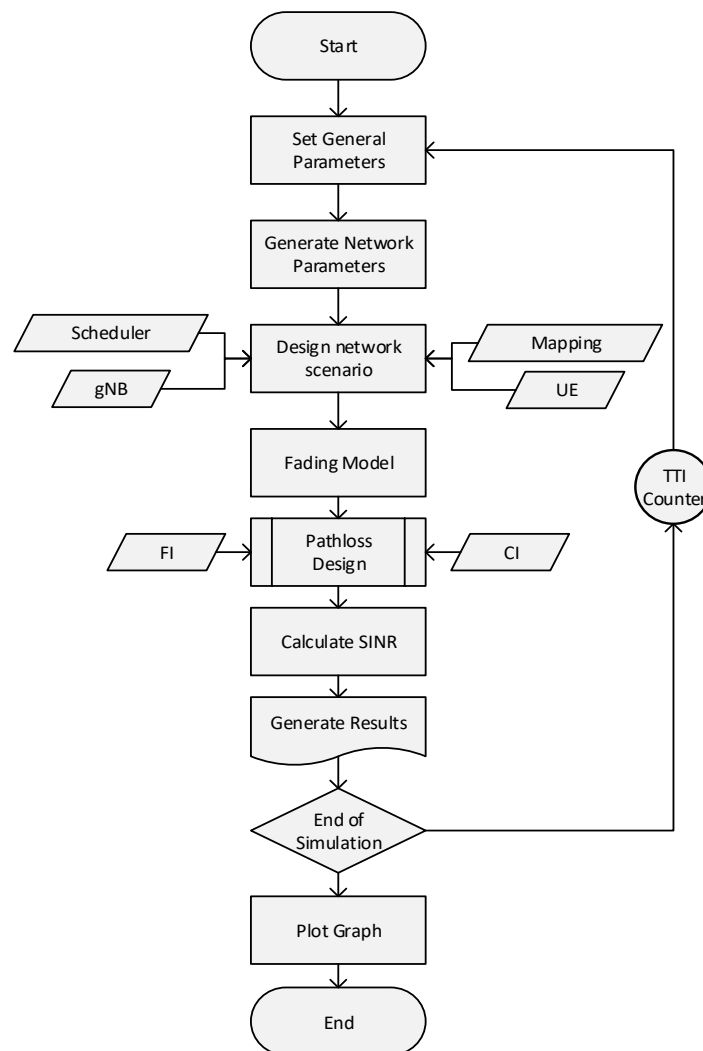 Start
Set General
Parameters
Generate Network
Parameters
Scheduler
gNB
Design network
scenario
Mapping
UE
Fading Model
TTI
Counter
FI
Pathloss
Design
CI
Calculate SINR
Generate Results
End of
Simulation
Plot Graph
End